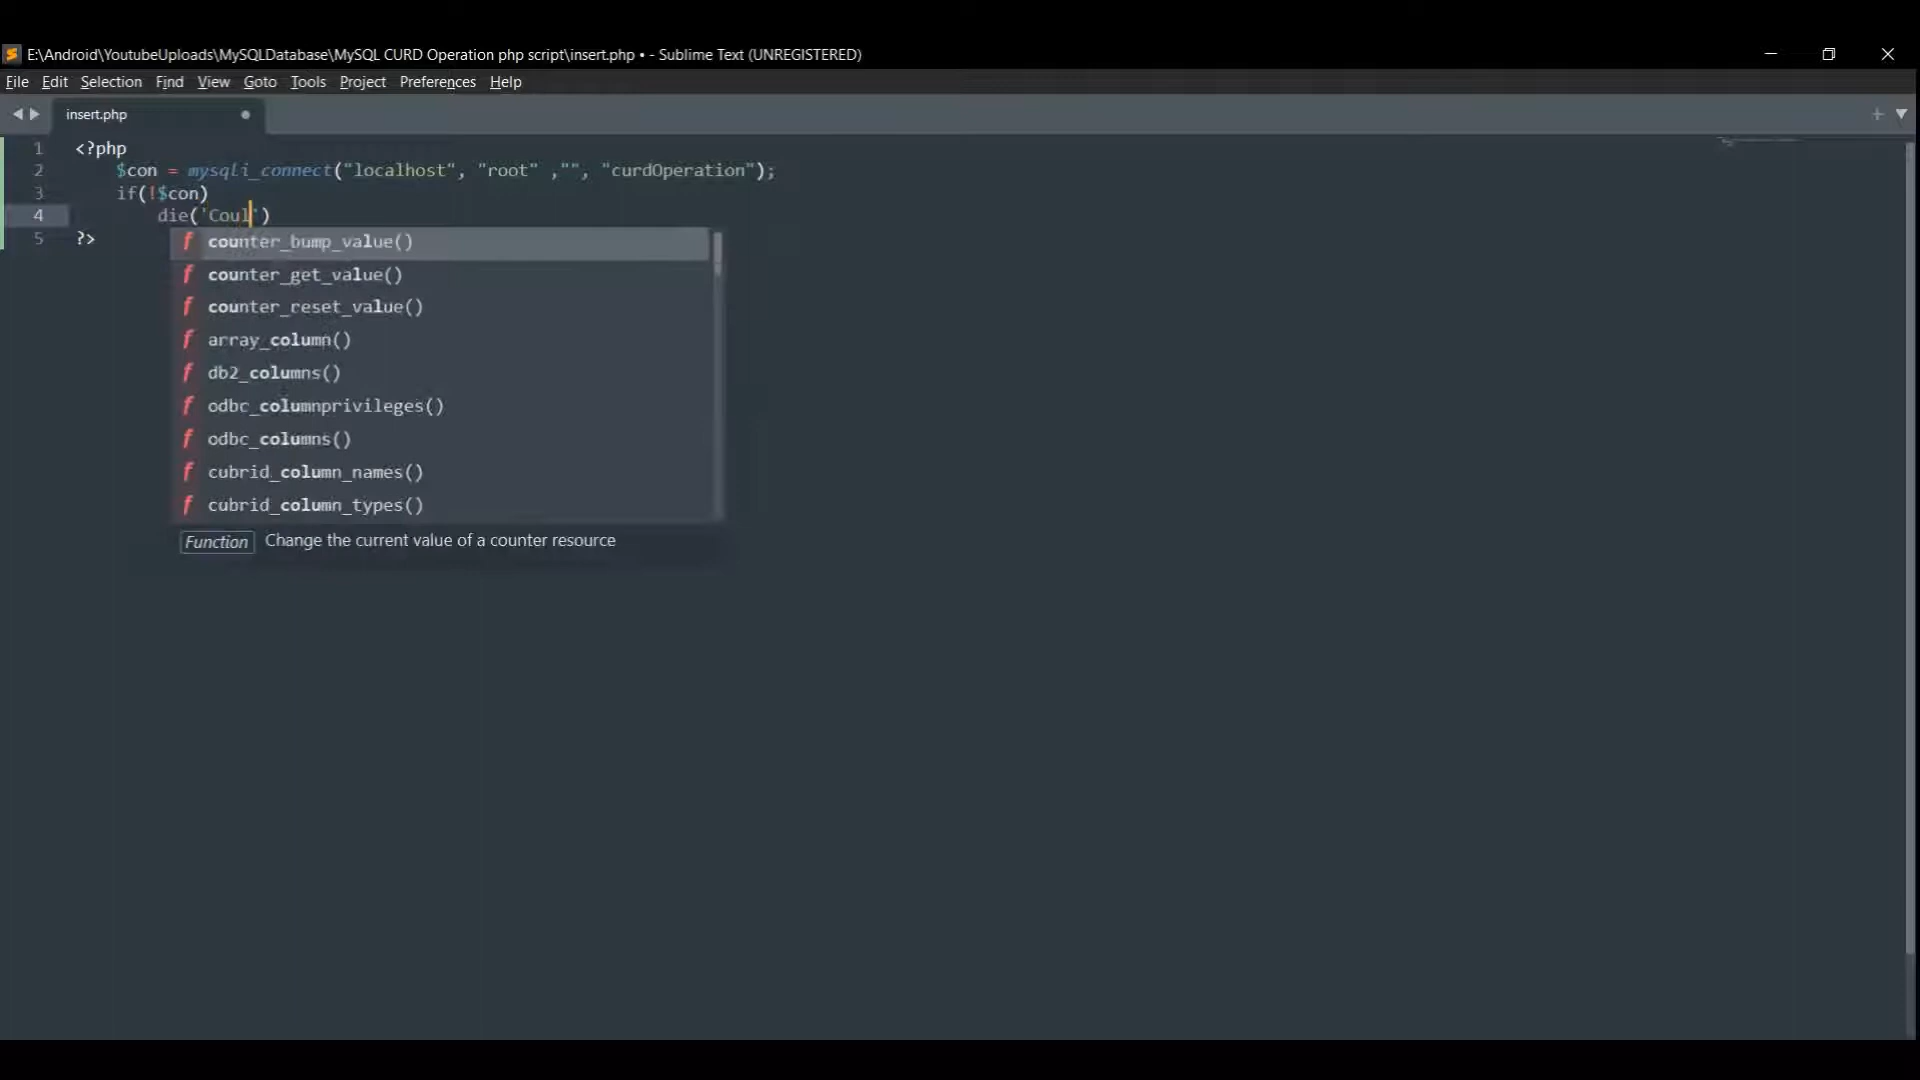 E:\Android\YoutubeUploads\MySQLDatabase\MySQL CURD Operation php script\insert.php • - Sublime Text (UNREGISTERED)
File Edit Selection Find View Goto Tools Project Preferences Help
insert.php
1 <?php
2 $con = mysqli_connect("localhost", "root" ,"", "curdOperation");
3 if(!$con)
4 die('Coul')
5 ?>
f counter_bump_value()
f counter_get_value()
f counter_reset_value()
f array_column()
f db2_columns()
f odbc_columnprivileges()
f odbc_columns()
f cubrid_column_names()
f cubrid_column_types()
Function Change the current value of a counter resource